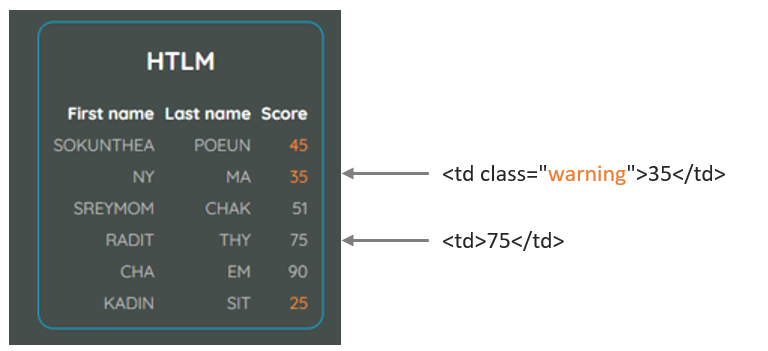 HTLM
First name Last name Score
SOKUNTHEA POEUN 45
NY MA 35 <td class="warning">35</td>
SREYMOM CHAK 51
RADIT THY 75 <td>75</td>
CHA EM 90
KADIN SIT 25